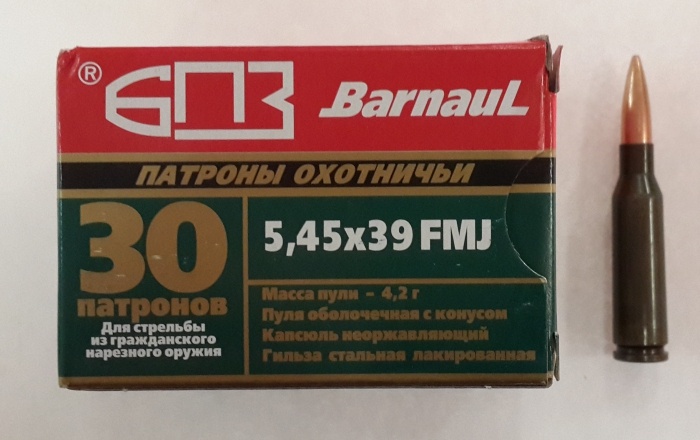 ® БПЗ Barnaul
ПАТРОНЫ ОХОТНИЧЬИ
30
патронов
Для стрельбы
из гражданского
нарезного оружия
5,45х39 FMJ
Масса пули – 4,2 г
Пуля оболочечная с конусом
Капсюль неоржавляющий
Гильза стальная лакированная